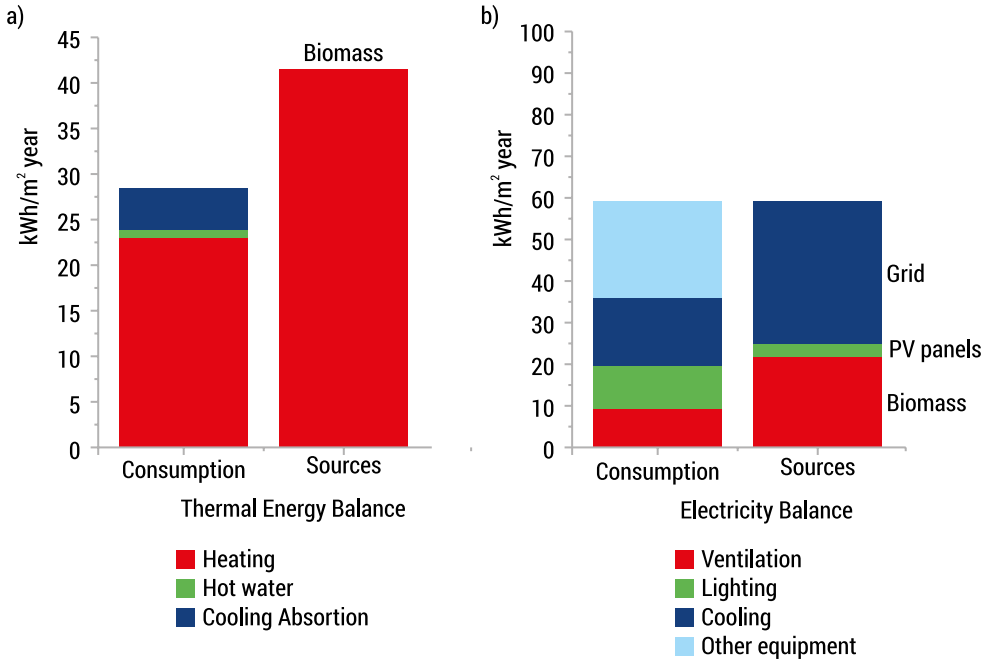 a)
45
40
35
30
25
20
15
10
5
0
kWh/m² year
Biomass
Consumption
Sources
Thermal Energy Balance
Heating
Hot water
Cooling Absortion
b)
100
90
80
70
60
50
40
30
20
10
0
kWh/m² year
Grid
PV panels
Biomass
Consumption
Sources
Electricity Balance
Ventilation
Lighting
Cooling
Other equipment